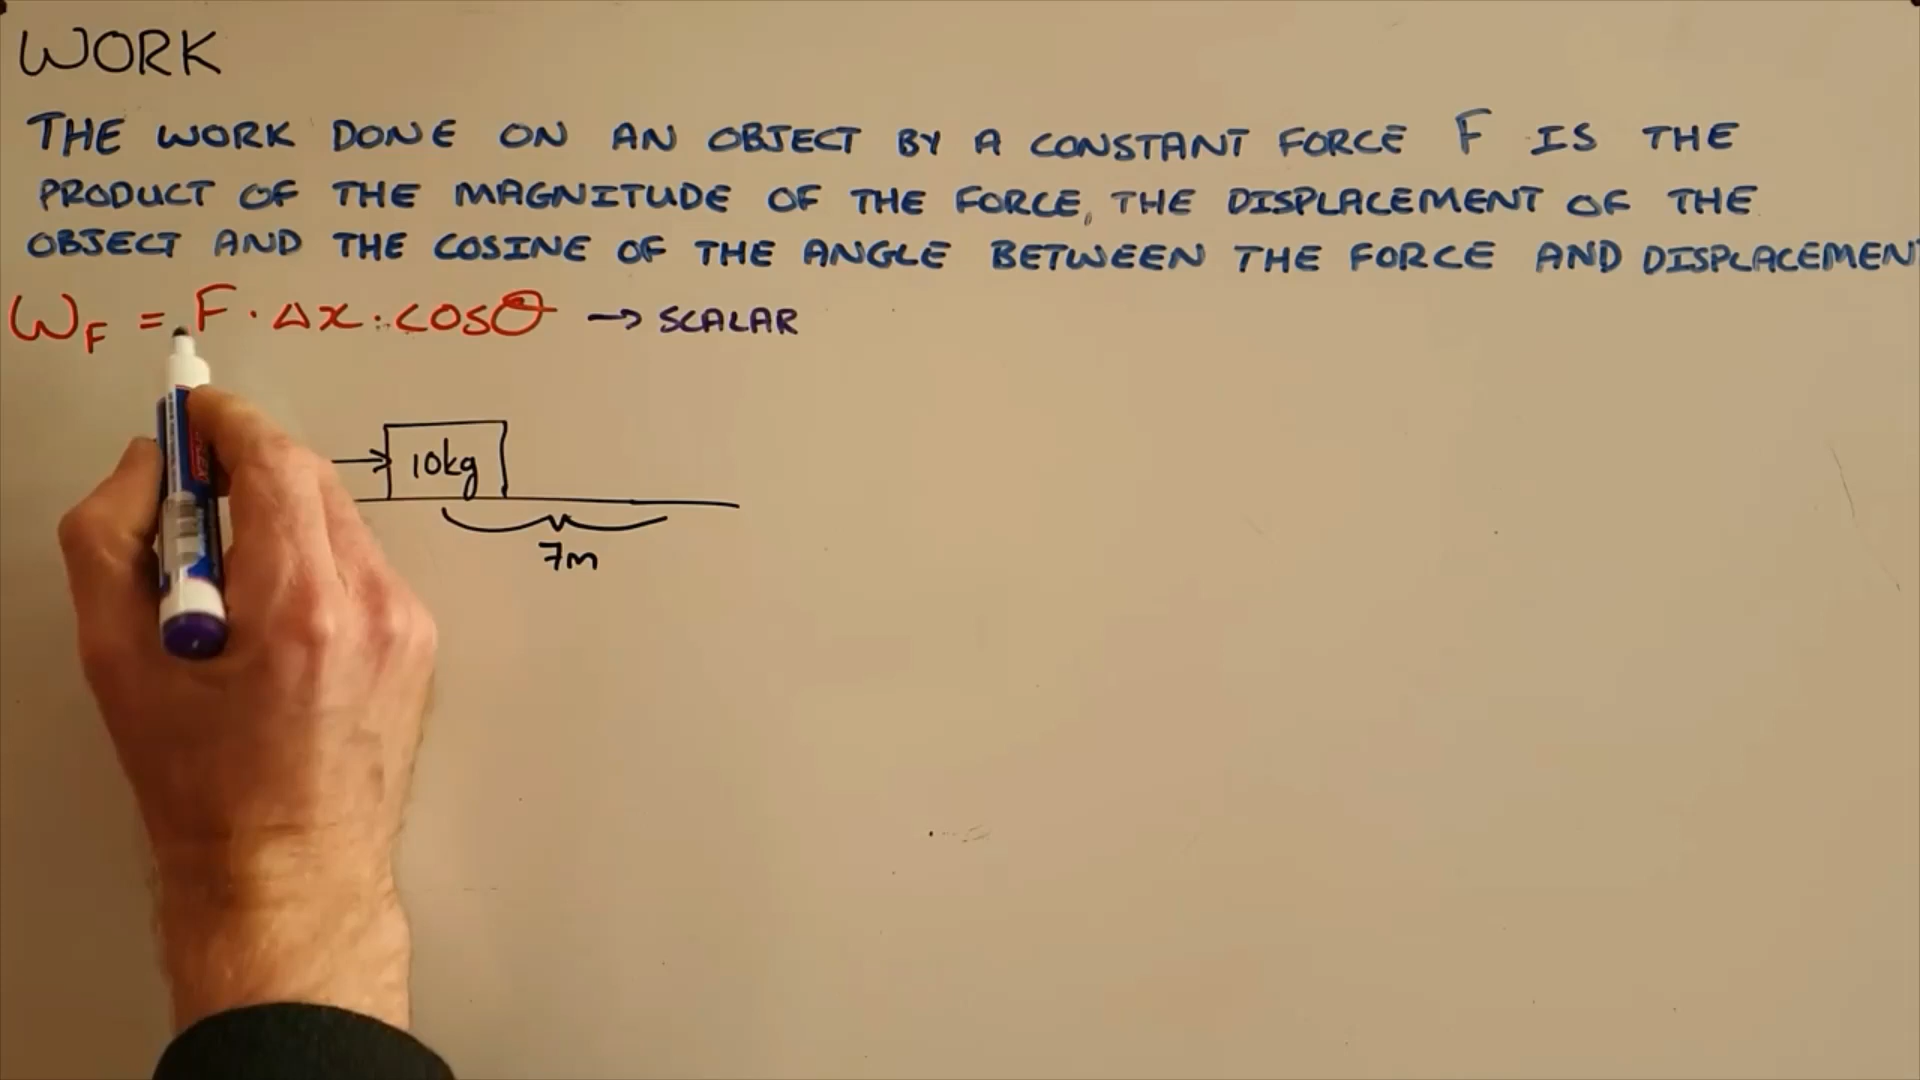 WORK
THE WORK DONE ON AN OBJECT BY A CONSTANT FORCE F IS THE
PRODUCT OF THE MAGNITUDE OF THE FORCE, THE DISPLACEMENT OF THE
OBJECT AND THE COSINE OF THE ANGLE BETWEEN THE FORCE AND DISPLACEMEN
W_F = F · Δx · cosθ → SCALAR
10kg
7m